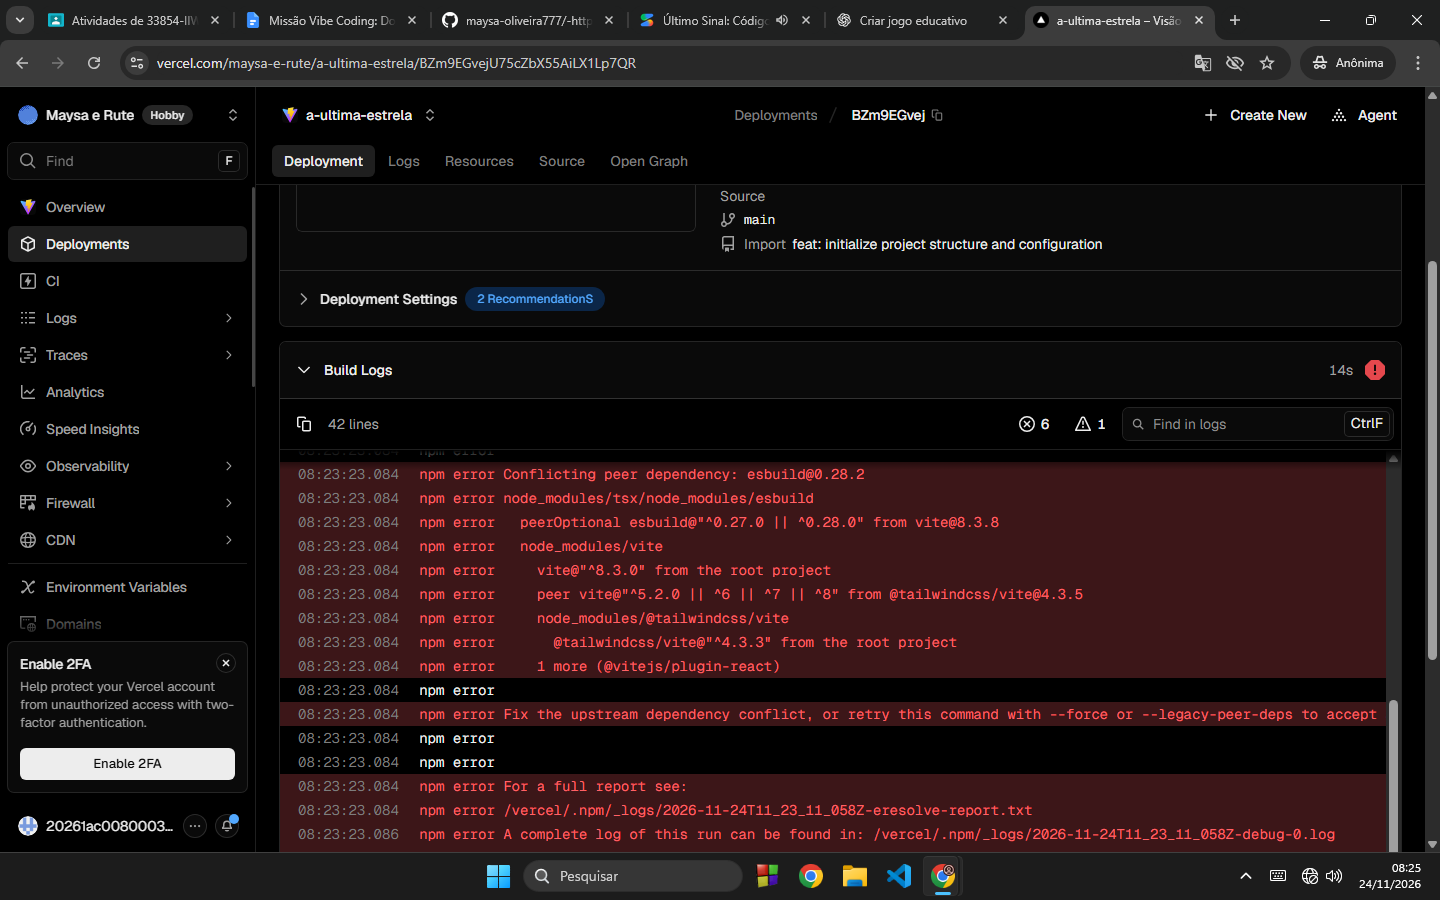 Atividades de 33854-IIW
Missão Vibe Coding: Do
maysa-oliveira777/-http
Último Sinal: Código
Criar jogo educativo
a-ultima-estrela – Visão
vercel.com/maysa-e-rute/a-ultima-estrela/BZm9EGvejU75cZbX55AiLX1Lp7QR
Anônima
Maysa e Rute
Hobby
a-ultima-estrela
Deployments / BZm9EGvej
Create New
Agent
Find
F
Deployment
Logs
Resources
Source
Open Graph
Overview
Deployments
CI
Logs
Traces
Analytics
Speed Insights
Observability
Firewall
CDN
Environment Variables
Domains
Enable 2FA
Help protect your Vercel account
from unauthorized access with two-
factor authentication.
Enable 2FA
20261ac0080003...
Source
main
Import feat: initialize project structure and configuration
Deployment Settings
2 RecommendationS
Build Logs
14s
42 lines
6
1
Find in logs
CtrlF
npm error
08:23:23.084 npm error Conflicting peer dependency: esbuild@0.28.2
08:23:23.084 npm error node_modules/tsx/node_modules/esbuild
08:23:23.084 npm error peerOptional esbuild@"^0.27.0 || ^0.28.0" from vite@8.3.8
08:23:23.084 npm error node_modules/vite
08:23:23.084 npm error vite@"^8.3.0" from the root project
08:23:23.084 npm error peer vite@"^5.2.0 || ^6 || ^7 || ^8" from @tailwindcss/vite@4.3.5
08:23:23.084 npm error node_modules/@tailwindcss/vite
08:23:23.084 npm error @tailwindcss/vite@"^4.3.3" from the root project
08:23:23.084 npm error 1 more (@vitejs/plugin-react)
08:23:23.084 npm error
08:23:23.084 npm error Fix the upstream dependency conflict, or retry this command with --force or --legacy-peer-deps to accept
08:23:23.084 npm error
08:23:23.084 npm error
08:23:23.084 npm error For a full report see:
08:23:23.084 npm error /vercel/.npm/_logs/2026-11-24T11_23_11_058Z-eresolve-report.txt
08:23:23.086 npm error A complete log of this run can be found in: /vercel/.npm/_logs/2026-11-24T11_23_11_058Z-debug-0.log
Pesquisar
08:25
24/11/2026